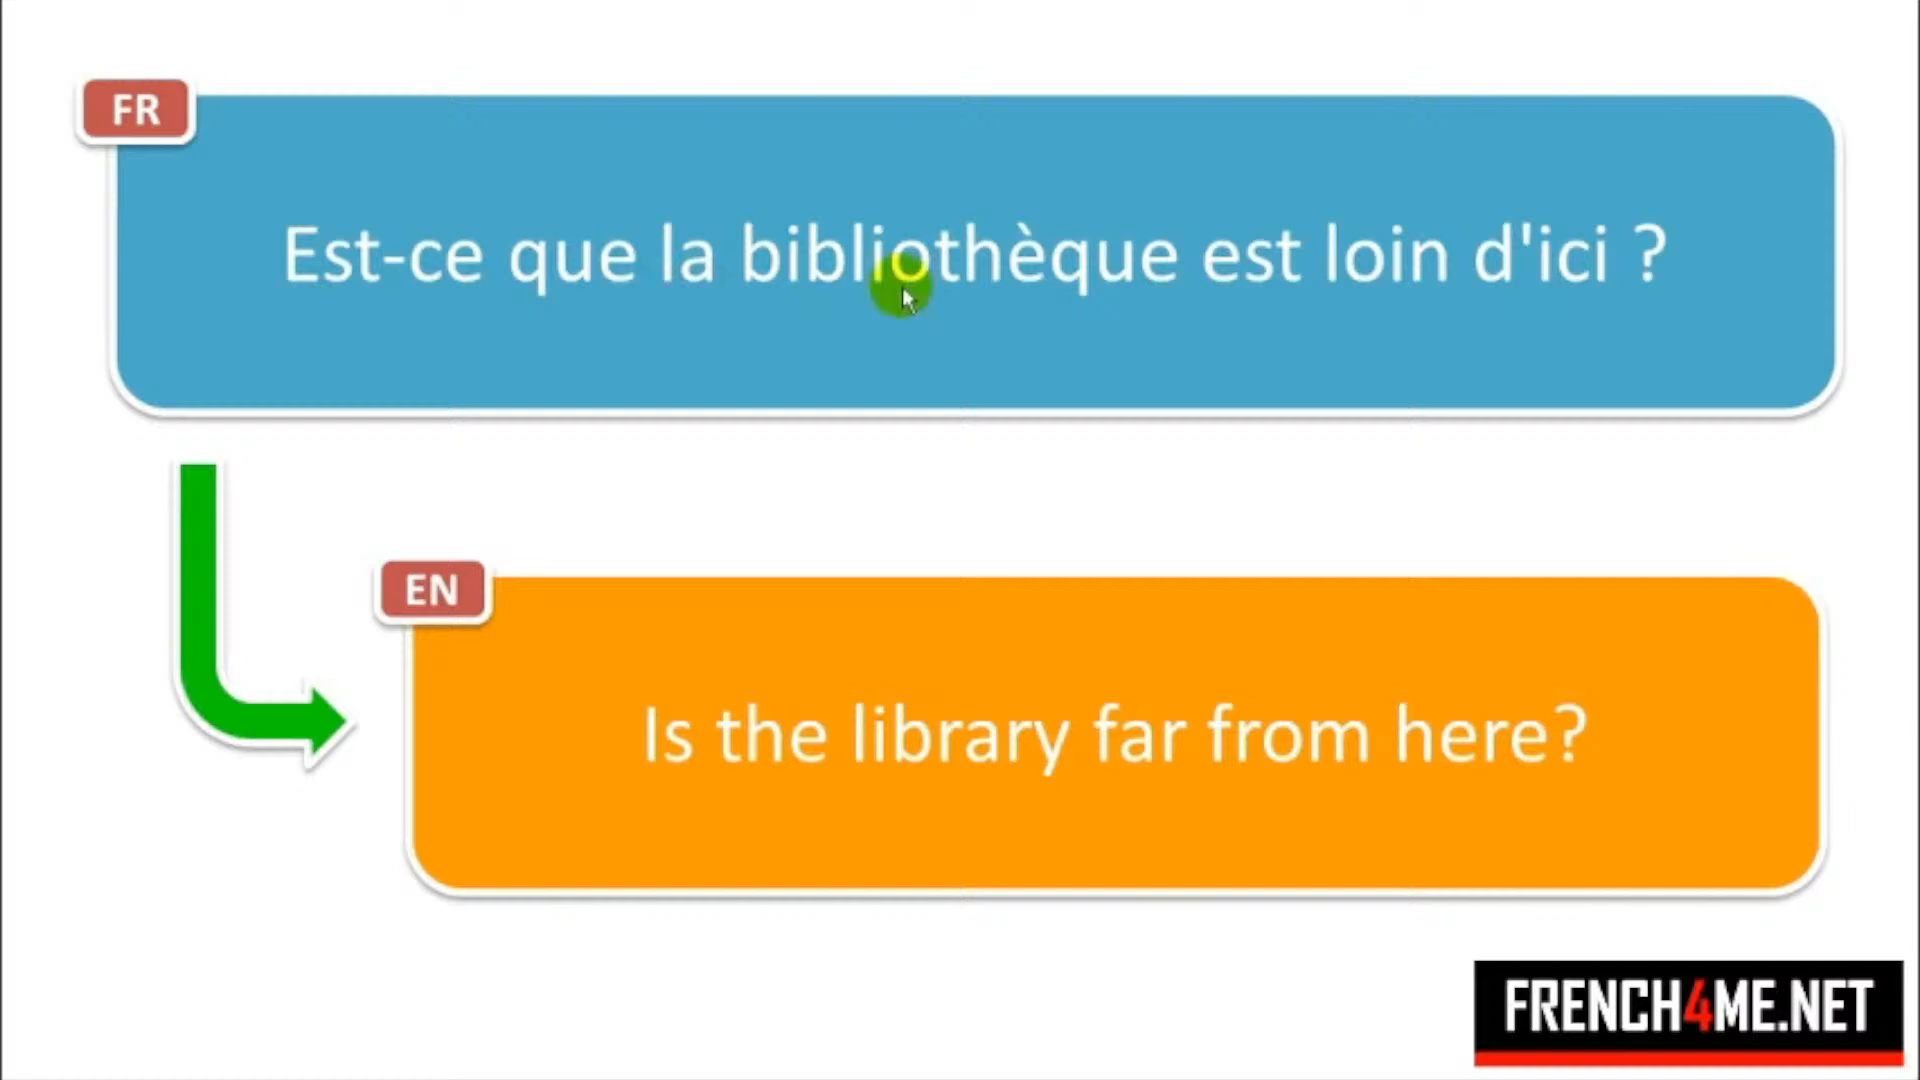 FR
Est-ce que la bibliothèque est loin d'ici ?
EN
Is the library far from here?
FRENCH4ME.NET